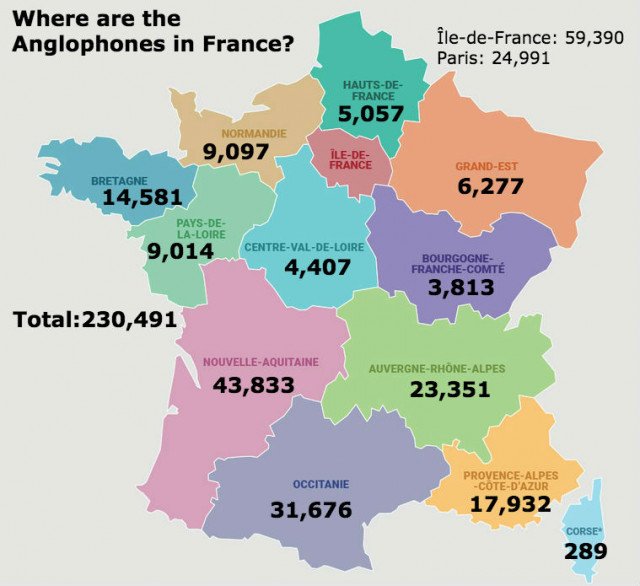 Where are the
Anglophones in France?
Île-de-France: 59,390
Paris: 24,991
HAUTS-DE-
FRANCE
5,057
NORMANDIE
9,097
ÎLE-DE-
FRANCE
GRAND-EST
6,277
BRETAGNE
14,581
PAYS-DE-
LA-LOIRE
9,014
CENTRE-VAL-DE-LOIRE
4,407
BOURGOGNE-
FRANCHE-COMTÉ
3,813
Total:230,491
NOUVELLE-AQUITAINE
43,833
AUVERGNE-RHÔNE-ALPES
23,351
OCCITANIE
31,676
PROVENCE-ALPES
-CÔTE-D'AZUR
17,932
CORSE*
289